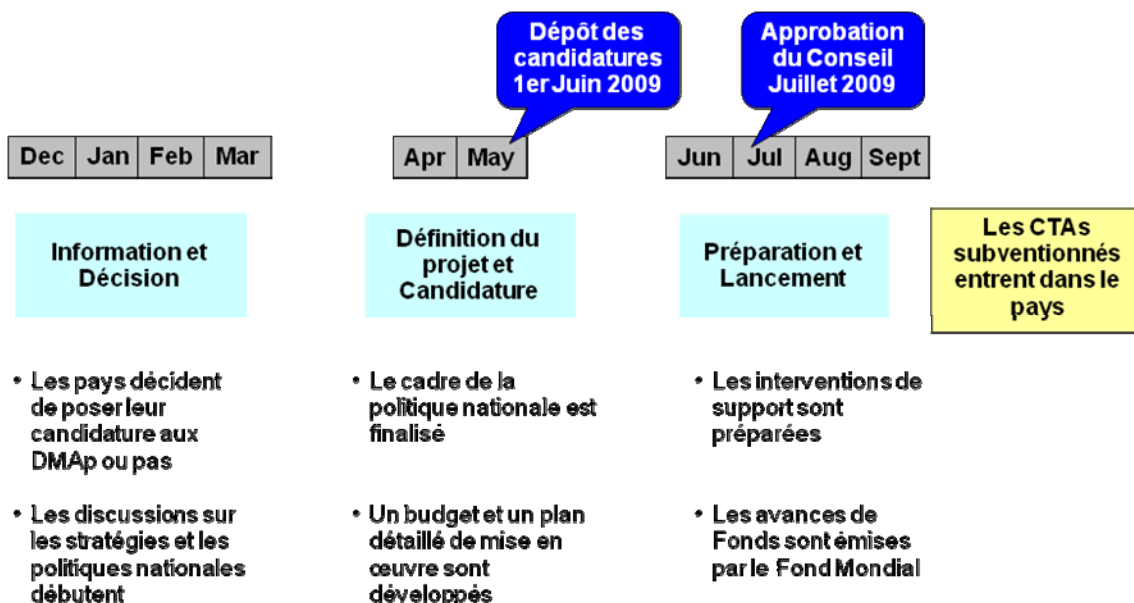 Dépôt des
candidatures
1er Juin 2009
Approbation
du Conseil
Juillet 2009
Dec Jan Feb Mar
Apr May
Jun Jul Aug Sept
Information et
Décision
Définition du
projet et
Candidature
Préparation et
Lancement
Les CTAs
subventionnés
entrent dans le
pays
• Les pays décident
de poser leur
candidature aux
DMAp ou pas
• Les discussions sur
les stratégies et les
politiques nationales
débutent
• Le cadre de la
politique nationale est
finalisé
• Un budget et un plan
détaillé de mise en
œuvre sont
développés
• Les interventions de
support sont
préparées
• Les avances de
Fonds sont émises
par le Fond Mondial